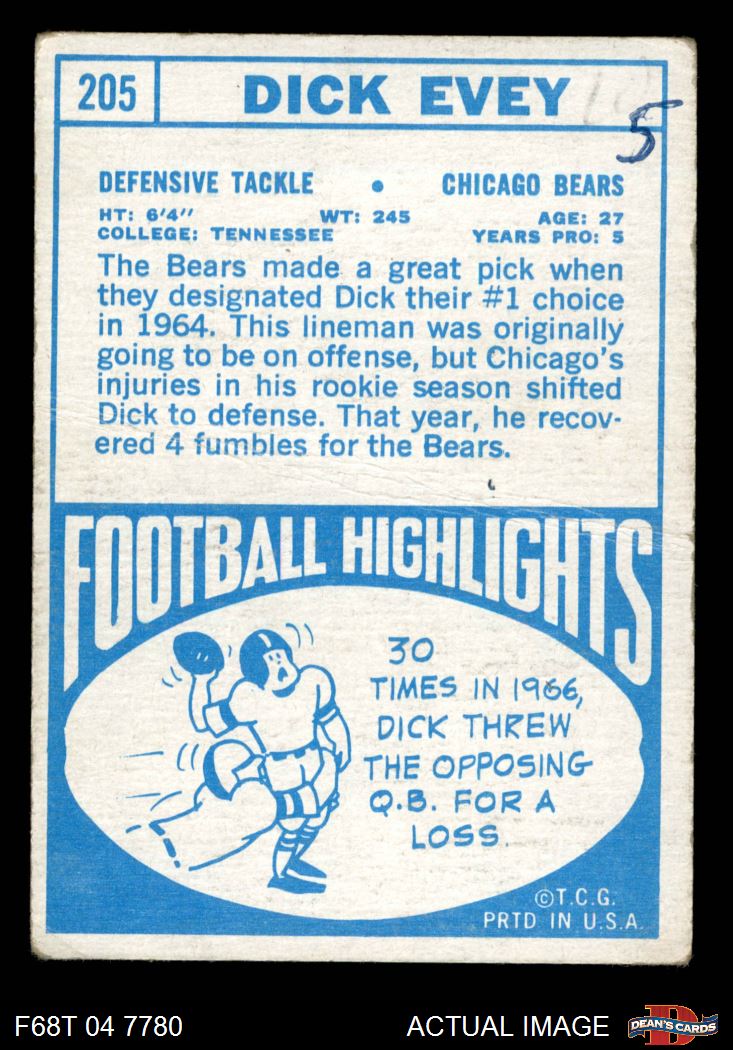 205
DICK EVEY
5
DEFENSIVE TACKLE • CHICAGO BEARS
HT: 6'4" WT: 245 AGE: 27
COLLEGE: TENNESSEE YEARS PRO: 5
The Bears made a great pick when
they designated Dick their #1 choice
in 1964. This lineman was originally
going to be on offense, but Chicago's
injuries in his rookie season shifted
Dick to defense. That year, he recov-
ered 4 fumbles for the Bears.
FOOTBALL HIGHLIGHTS
30
TIMES IN 1966,
DICK THREW
THE OPPOSING
Q.B. FOR A
LOSS.
©T.C.G.
PRTD IN U.S.A.
F68T 04 7780 ACTUAL IMAGE
D
DEAN'S CARDS